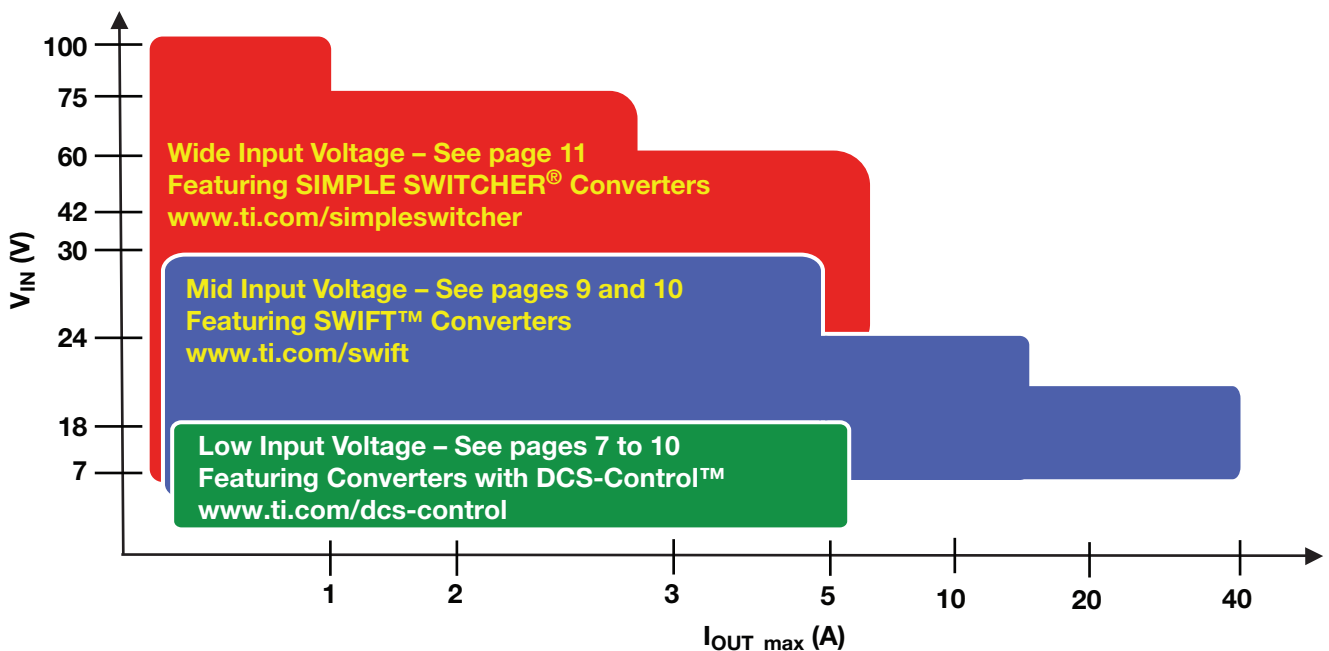 100
75
60
42
30
24
18
7
V_IN (V)
Wide Input Voltage – See page 11
Featuring SIMPLE SWITCHER® Converters
www.ti.com/simpleswitcher
Mid Input Voltage – See pages 9 and 10
Featuring SWIFT™ Converters
www.ti.com/swift
Low Input Voltage – See pages 7 to 10
Featuring Converters with DCS-Control™
www.ti.com/dcs-control
1 2 3 5 10 20 40
I_OUT max (A)